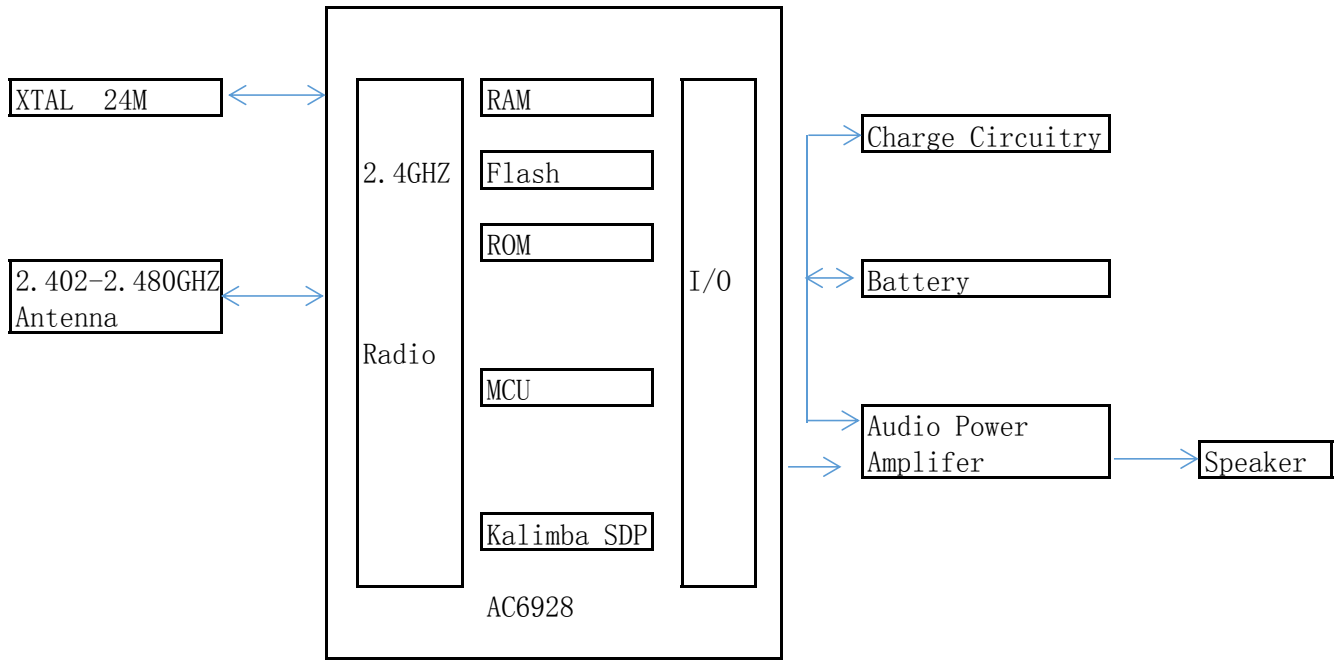 XTAL  24M
2.402-2.480GHZ
Antenna
2.4GHZ
Radio
RAM
Flash
ROM
MCU
Kalimba SDP
AC6928
I/O
Charge Circuitry
Battery
Audio Power
Amplifer
Speaker